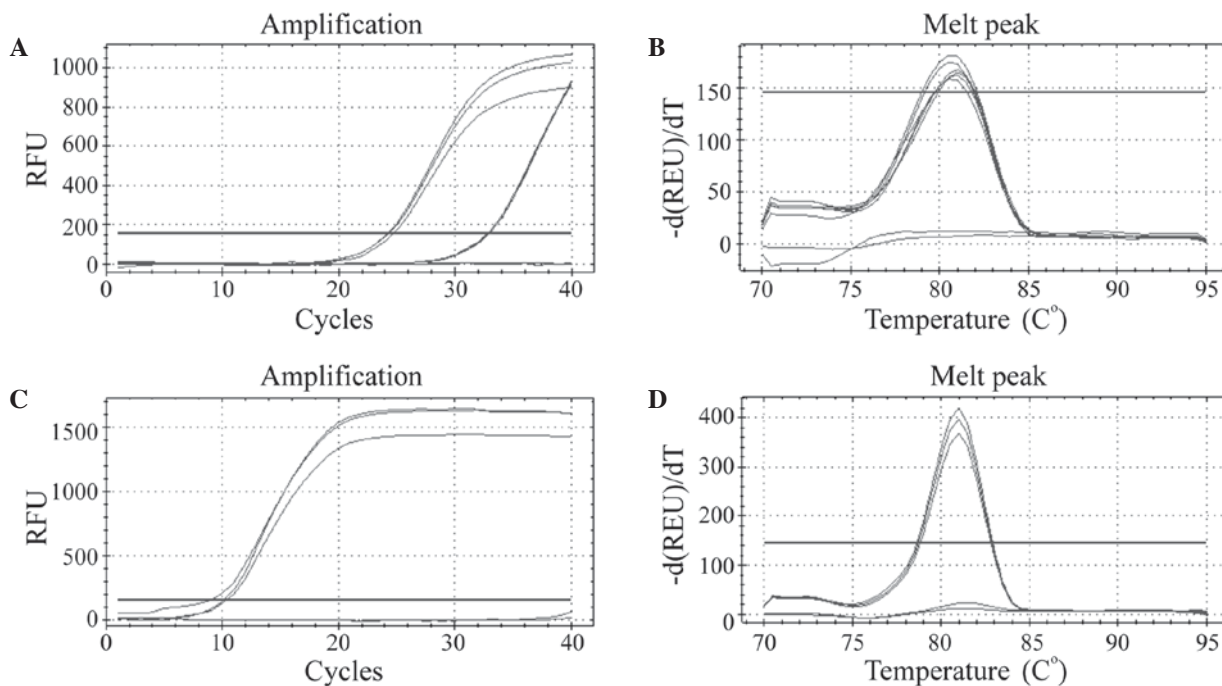 A
Amplification
1000
800
600
400
200
0
RFU
0 10 20 30 40
Cycles
B
Melt peak
150
100
50
0
-d(REU)/dT
70 75 80 85 90 95
Temperature (C°)
C
Amplification
1500
1000
500
0
RFU
0 10 20 30 40
Cycles
D
Melt peak
400
300
200
100
0
-d(REU)/dT
70 75 80 85 90 95
Temperature (C°)